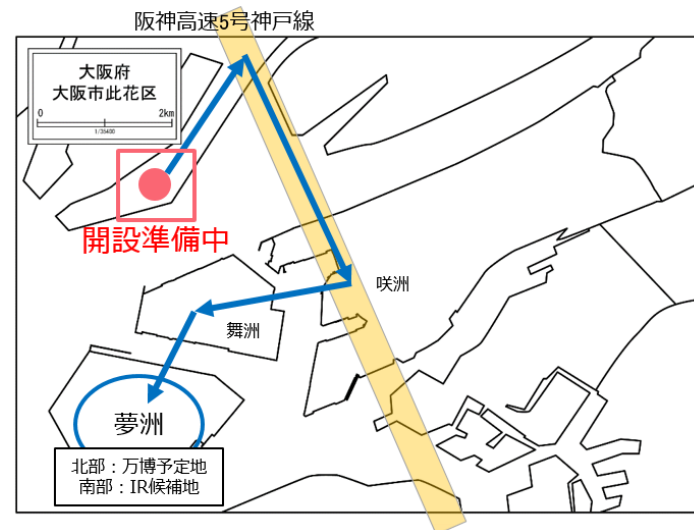 阪神高速5号神戸線
大阪府
大阪市此花区
0 2km
1/35400
開設準備中
咲洲
舞洲
夢洲
北部：万博予定地
南部：IR候補地